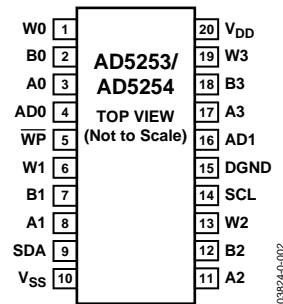 W0 1
B0 2
A0 3
AD0 4
WP 5
W1 6
B1 7
A1 8
SDA 9
VSS 10
AD5253/
AD5254
TOP VIEW
(Not to Scale)
20 VDD
19 W3
18 B3
17 A3
16 AD1
15 DGND
14 SCL
13 W2
12 B2
11 A2
03824-0-002